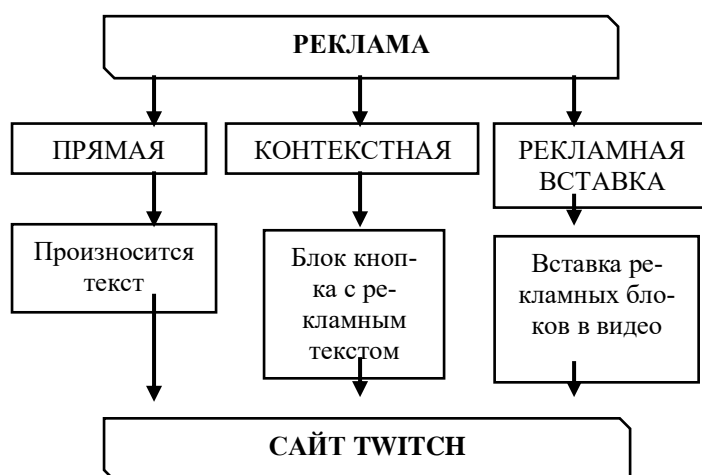 РЕКЛАМА
ПРЯМАЯ
КОНТЕКСТНАЯ
РЕКЛАМНАЯ
ВСТАВКА
Произносится
текст
Блок кноп-
ка с ре-
кламным
текстом
Вставка ре-
кламных бло-
ков в видео
САЙТ TWITCH